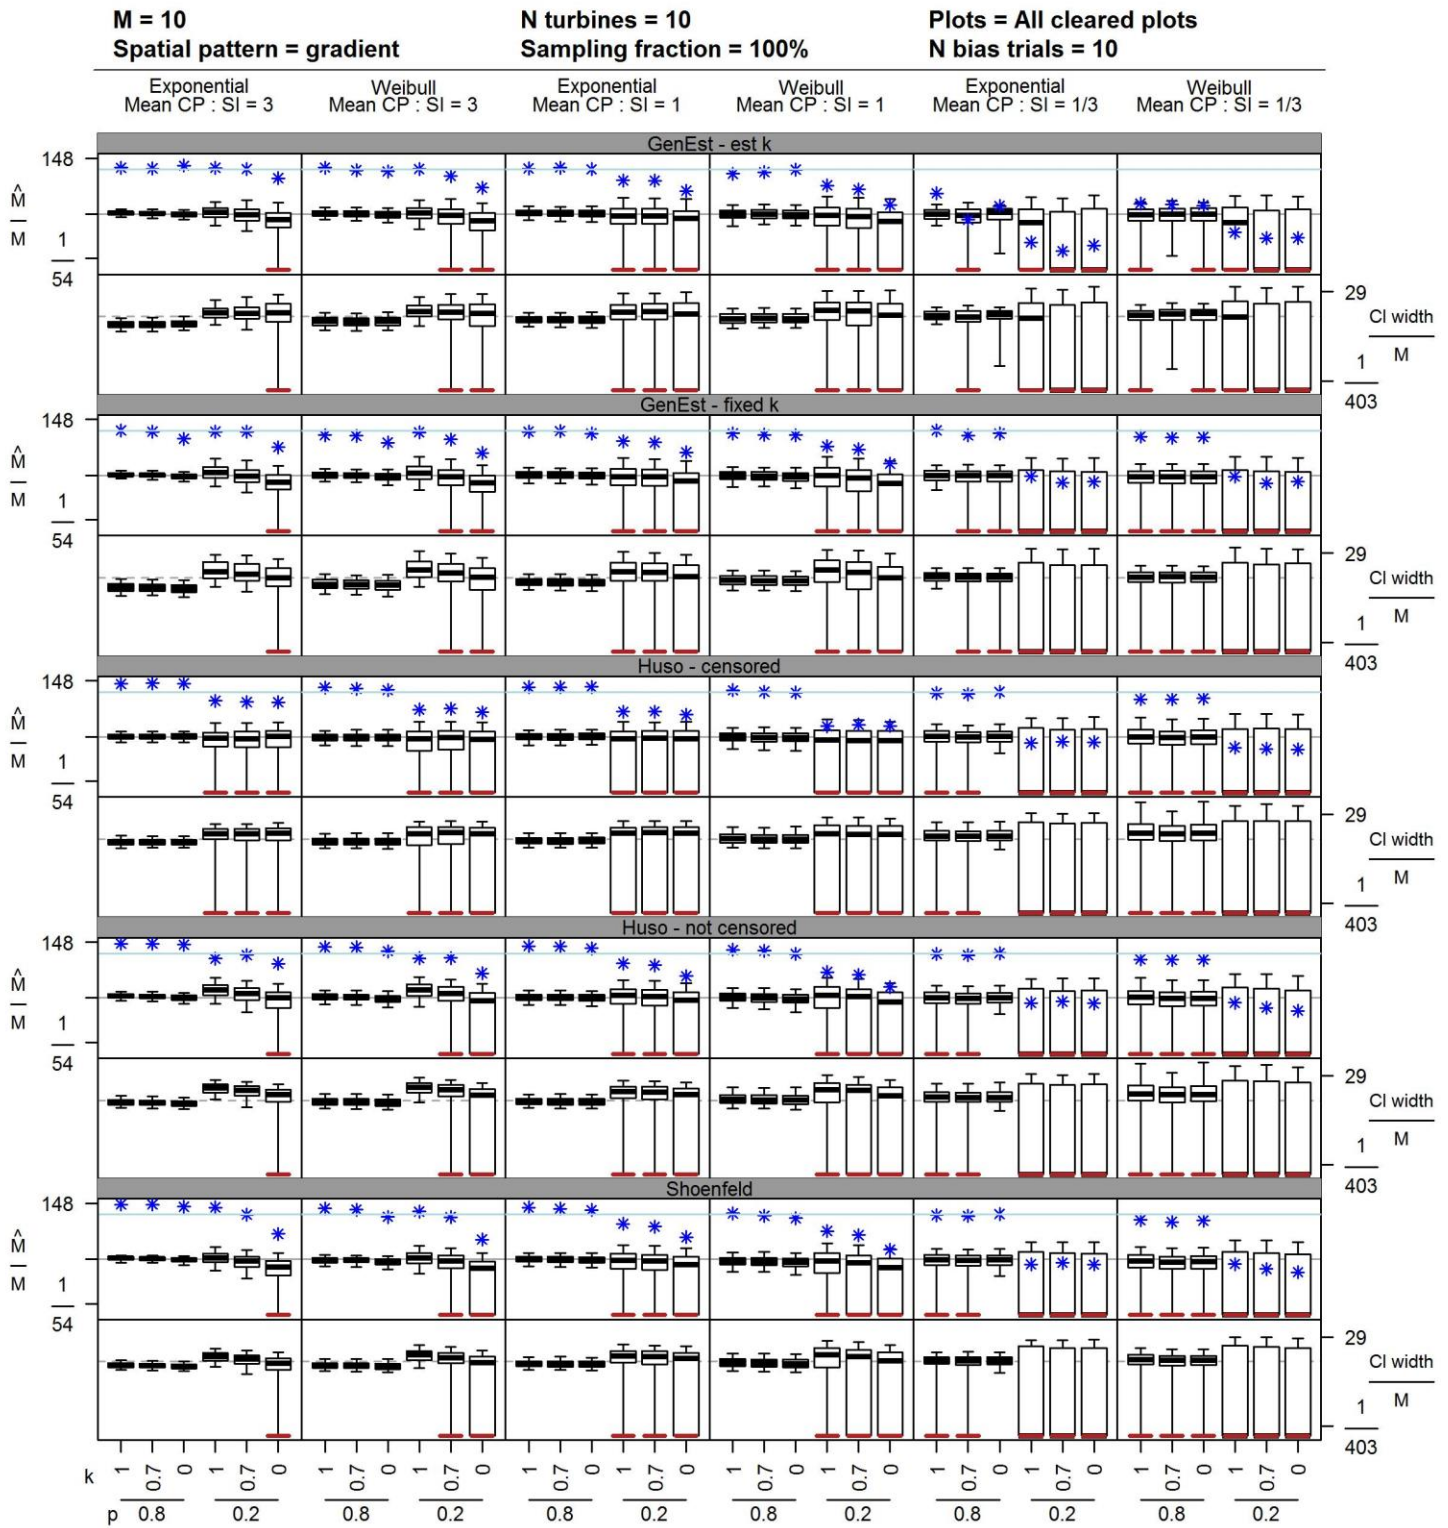 M = 10 N turbines = 10 Plots = All cleared plots
Spatial pattern = gradient Sampling fraction = 100% N bias trials = 10
Exponential Weibull Exponential Weibull Exponential Weibull
Mean CP : SI = 3 Mean CP : SI = 3 Mean CP : SI = 1 Mean CP : SI = 1 Mean CP : SI = 1/3 Mean CP : SI = 1/3
GenEst - est k
148
M̂
M
1
54
29
CI width
M
1
403
GenEst - fixed k
148
M̂
M
1
54
29
CI width
M
1
403
Huso - censored
148
M̂
M
1
54
29
CI width
M
1
403
Huso - not censored
148
M̂
M
1
54
29
CI width
M
1
403
Shoenfeld
148
M̂
M
1
54
29
CI width
M
1
403
k 1 0.7 0 1 0.7 0 1 0.7 0 1 0.7 0 1 0.7 0 1 0.7 0 1 0.7 0 1 0.7 0 1 0.7 0 1 0.7 0 1 0.7 0 1 0.7 0
p 0.8 0.2 0.8 0.2 0.8 0.2 0.8 0.2 0.8 0.2 0.8 0.2